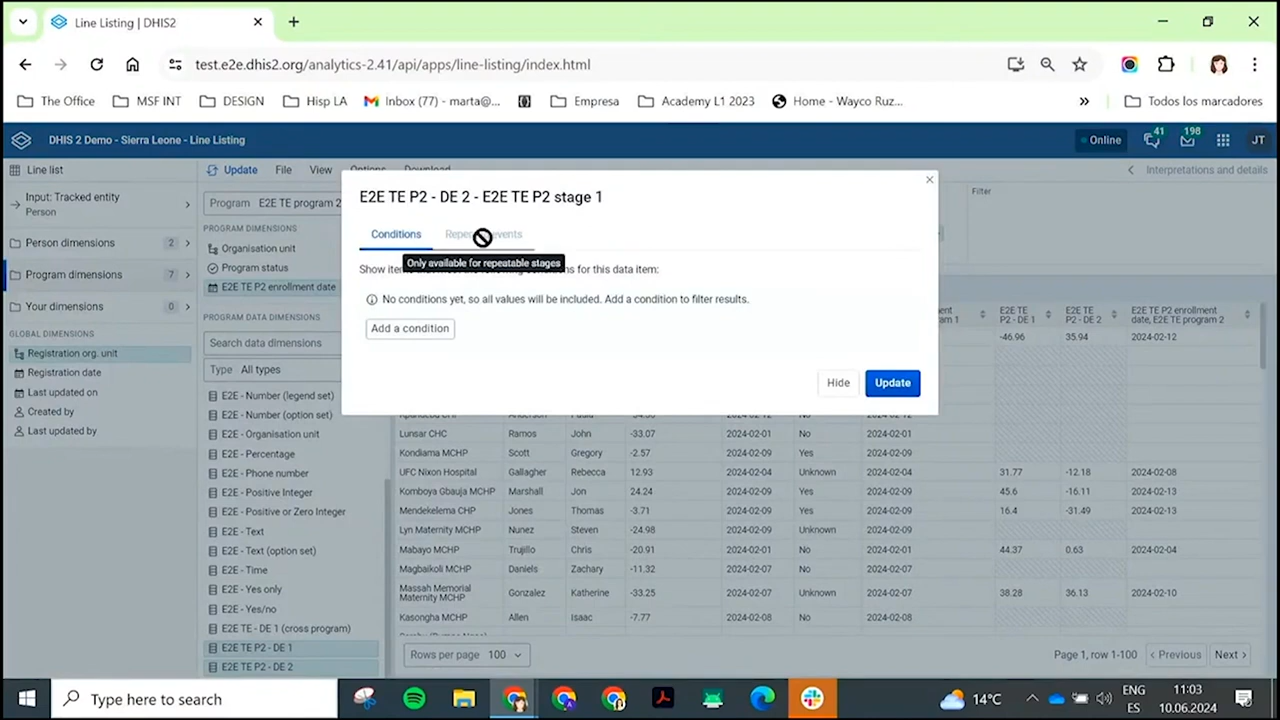 Line Listing | DHIS2
test.e2e.dhis2.org/analytics-2.41/api/apps/line-listing/index.html
The Office
MSF INT
DESIGN
Hisp LA
Inbox (77) - marta@...
Empresa
Academy L1 2023
Home - Wayco Ruz...
Todos los marcadores
DHIS 2 Demo - Sierra Leone - Line Listing
Online
41
198
JT
Line list
Update
File
View
Options
Download
Interpretations and details
Input: Tracked entity
Person
Person dimensions 2
Program dimensions 7
Your dimensions 0
GLOBAL DIMENSIONS
Registration org. unit
Registration date
Last updated on
Created by
Last updated by
Program E2E TE program 2
PROGRAM DIMENSIONS
Organisation unit
Program status
E2E TE P2 enrollment date
PROGRAM DATA DIMENSIONS
Search data dimensions
Type All types
E2E - Number (legend set)
E2E - Number (option set)
E2E - Organisation unit
E2E - Percentage
E2E - Phone number
E2E - Positive Integer
E2E - Positive or Zero Integer
E2E - Text
E2E - Text (option set)
E2E - Time
E2E - Yes only
E2E - Yes/no
E2E TE - DE 1 (cross program)
E2E TE P2 - DE 1
E2E TE P2 - DE 2
E2E TE P2 - DE 2 - E2E TE P2 stage 1
Conditions
Only available for repeatable stages
Show items for this data item:
No conditions yet, so all values will be included. Add a condition to filter results.
Add a condition
Hide
Update
Filter
E2E TE P2 - DE 1
E2E TE P2 - DE 2
E2E TE P2 enrollment date, E2E TE program 2
-46.96 35.94 2024-02-12
Lunsar CHC Ramos John -33.07 2024-02-01 No 2024-02-01
Kondiama MCHP Scott Gregory -2.57 2024-02-09 Yes 2024-02-09
UFC Nixon Hospital Gallagher Rebecca 12.93 2024-02-04 Unknown 2024-02-04 31.77 -12.18 2024-02-08
Komboya Gbauja MCHP Marshall Jon 24.24 2024-02-09 Yes 2024-02-09 45.6 -16.11 2024-02-13
Mendekelema CHP Jones Thomas -3.71 2024-02-09 Yes 2024-02-09 16.4 -31.49 2024-02-13
Lyn Maternity MCHP Nunez Steven -24.98 2024-02-09 Unknown 2024-02-09
Mabayo MCHP Trujillo Chris -20.91 2024-02-01 No 2024-02-01 44.37 0.63 2024-02-04
Magbaikoli MCHP Daniels Zachary -11.32 2024-02-07 No 2024-02-07
Massah Memorial Maternity MCHP Gonzalez Katherine -33.25 2024-02-07 Unknown 2024-02-07 38.28 36.13 2024-02-10
Kasongha MCHP Allen Isaac -7.77 2024-02-08 No 2024-02-08
Rows per page 100
Page 1, row 1-100
Previous
Next
Type here to search
14°C
ENG
ES
11:03
10.06.2024